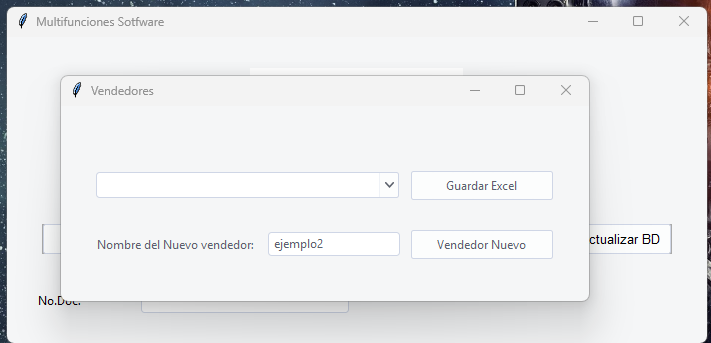 Multifunciones Sotfware
Vendedores
Guardar Excel
Nombre del Nuevo vendedor: ejemplo2 Vendedor Nuevo
ctualizar BD
No.Doc.